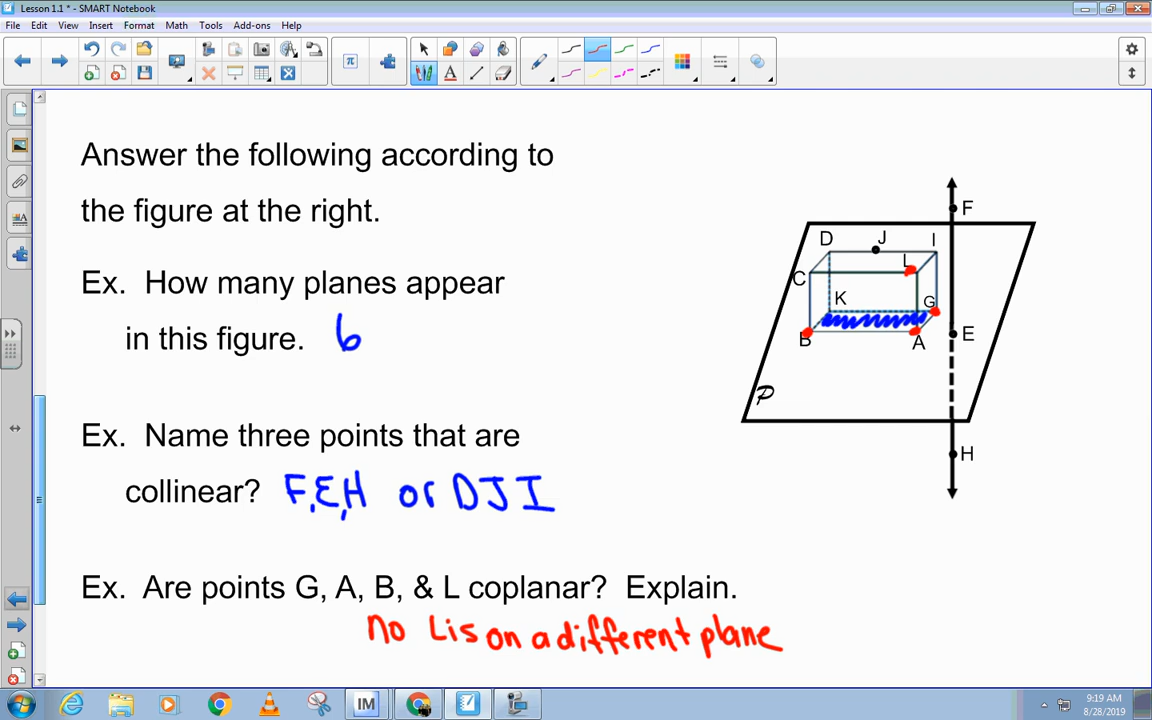 Lesson 1.1 * - SMART Notebook
File Edit View Insert Format Math Tools Add-ons Help
Answer the following according to
the figure at the right.
Ex. How many planes appear
in this figure. 6
Ex. Name three points that are
collinear? F,E,H or DJI
Ex. Are points G, A, B, & L coplanar? Explain.
no L is on a different plane
F
D J I
L
C
K G
B A E
P
H
IM
9:19 AM
8/28/2019